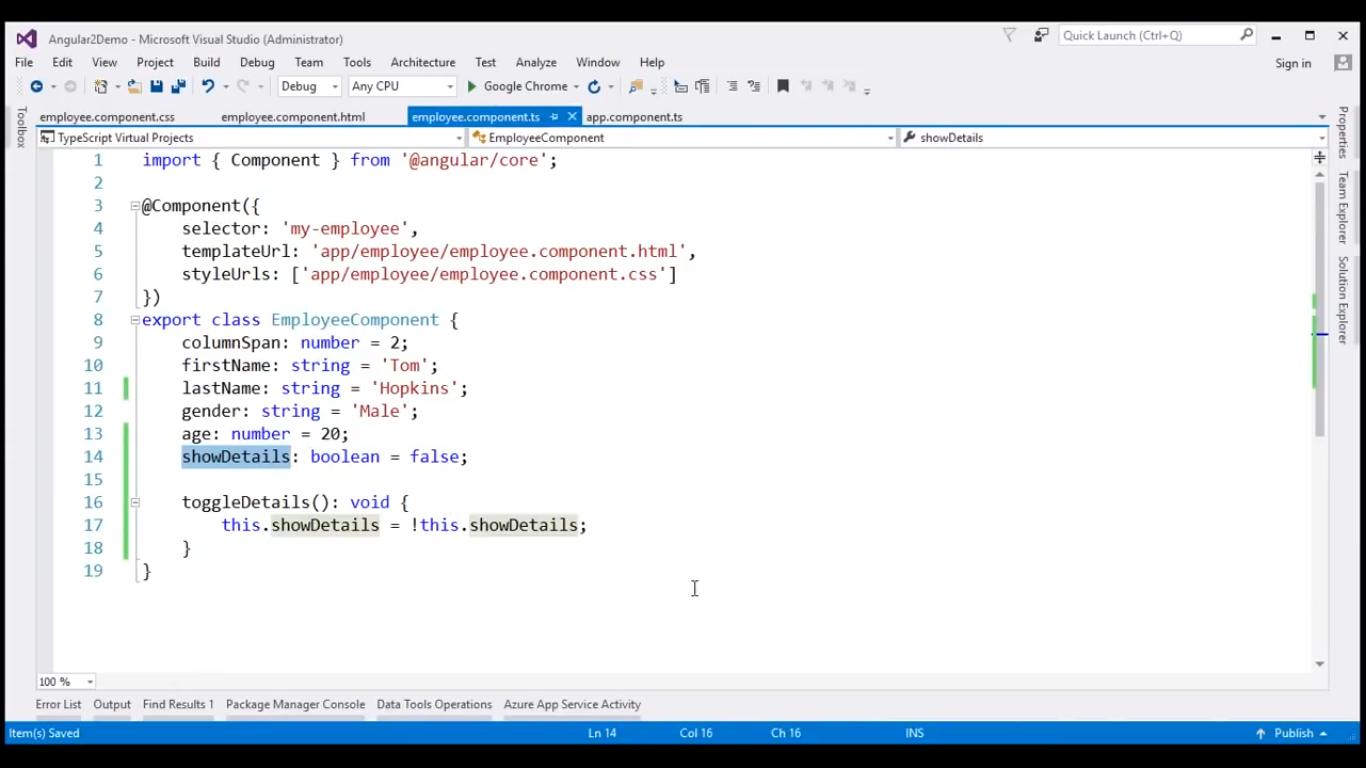 Angular2Demo - Microsoft Visual Studio (Administrator)
Quick Launch (Ctrl+Q)
File Edit View Project Build Debug Team Tools Architecture Test Analyze Window Help
Sign in
Debug Any CPU Google Chrome
employee.component.css employee.component.html employee.component.ts app.component.ts
TypeScript Virtual Projects EmployeeComponent showDetails
Toolbox
Properties
Team Explorer
Solution Explorer
1 import { Component } from '@angular/core';
2
3 @Component({
4 selector: 'my-employee',
5 templateUrl: 'app/employee/employee.component.html',
6 styleUrls: ['app/employee/employee.component.css']
7 })
8 export class EmployeeComponent {
9 columnSpan: number = 2;
10 firstName: string = 'Tom';
11 lastName: string = 'Hopkins';
12 gender: string = 'Male';
13 age: number = 20;
14 showDetails: boolean = false;
15
16 toggleDetails(): void {
17 this.showDetails = !this.showDetails;
18 }
19 }
100 %
Error List Output Find Results 1 Package Manager Console Data Tools Operations Azure App Service Activity
Item(s) Saved Ln 14 Col 16 Ch 16 INS Publish